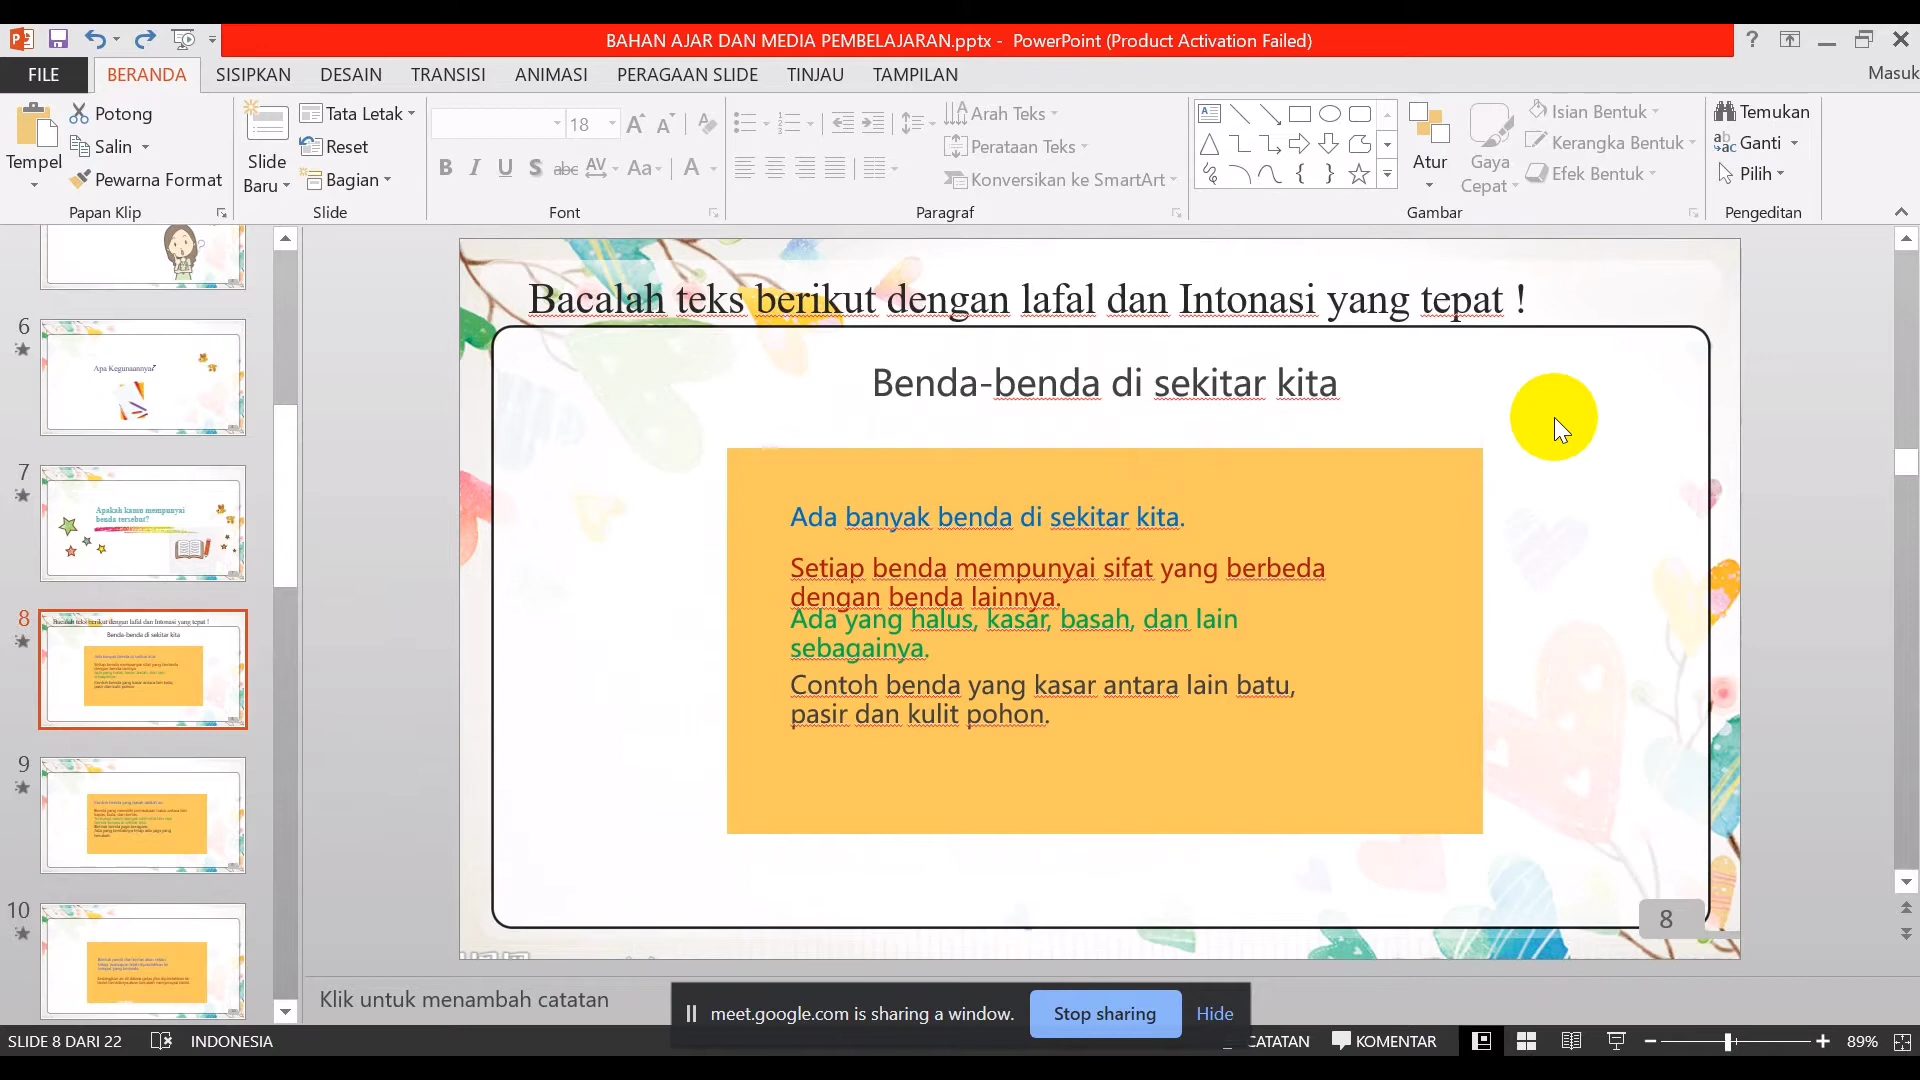 BAHAN AJAR DAN MEDIA PEMBELAJARAN.pptx - PowerPoint (Product Activation Failed)
?
FILE BERANDA SISIPKAN DESAIN TRANSISI ANIMASI PERAGAAN SLIDE TINJAU TAMPILAN Masuk
Tempel
Potong
Salin
Pewarna Format
Papan Klip
Slide Baru
Tata Letak
Reset
Bagian
Slide
18
B I U S abc AV Aa A
Font
Arah Teks
Perataan Teks
Konversikan ke SmartArt
Paragraf
Atur
Gaya Cepat
Isian Bentuk
Kerangka Bentuk
Efek Bentuk
Gambar
Temukan
Ganti
Pilih
Pengeditan
6
Apa Kegunaannya?
7
Apakah kamu mempunyai
benda tersebut?
8
9
10
Bacalah teks berikut dengan lafal dan Intonasi yang tepat !
Benda-benda di sekitar kita
Ada banyak benda di sekitar kita.
Setiap benda mempunyai sifat yang berbeda
dengan benda lainnya.
Ada yang halus, kasar, basah, dan lain
sebagainya.
Contoh benda yang kasar antara lain batu,
pasir dan kulit pohon.
8
Klik untuk menambah catatan
meet.google.com is sharing a window. Stop sharing Hide
SLIDE 8 DARI 22 INDONESIA CATATAN KOMENTAR 89%